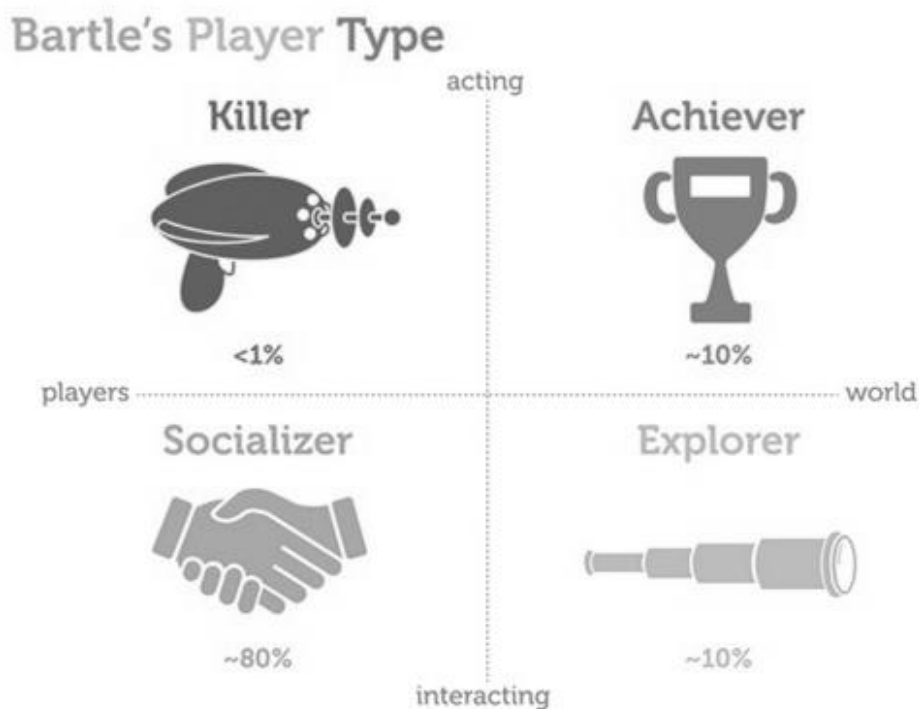 Bartle's Player Type
acting
Killer
Achiever
<1%
~10%
players
world
Socializer
Explorer
~80%
~10%
interacting